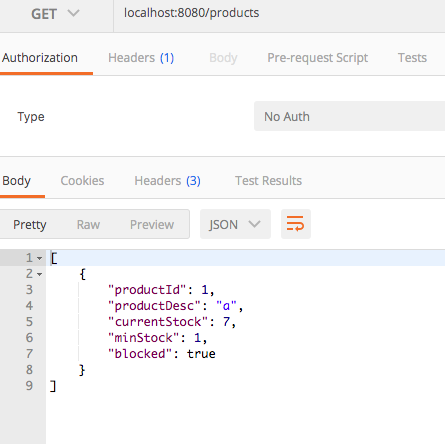 GET localhost:8080/products
Authorization Headers (1) Body Pre-request Script Tests
Type No Auth
Body Cookies Headers (3) Test Results
Pretty Raw Preview JSON
1 [
2 {
3 "productId": 1,
4 "productDesc": "a",
5 "currentStock": 7,
6 "minStock": 1,
7 "blocked": true
8 }
9 ]